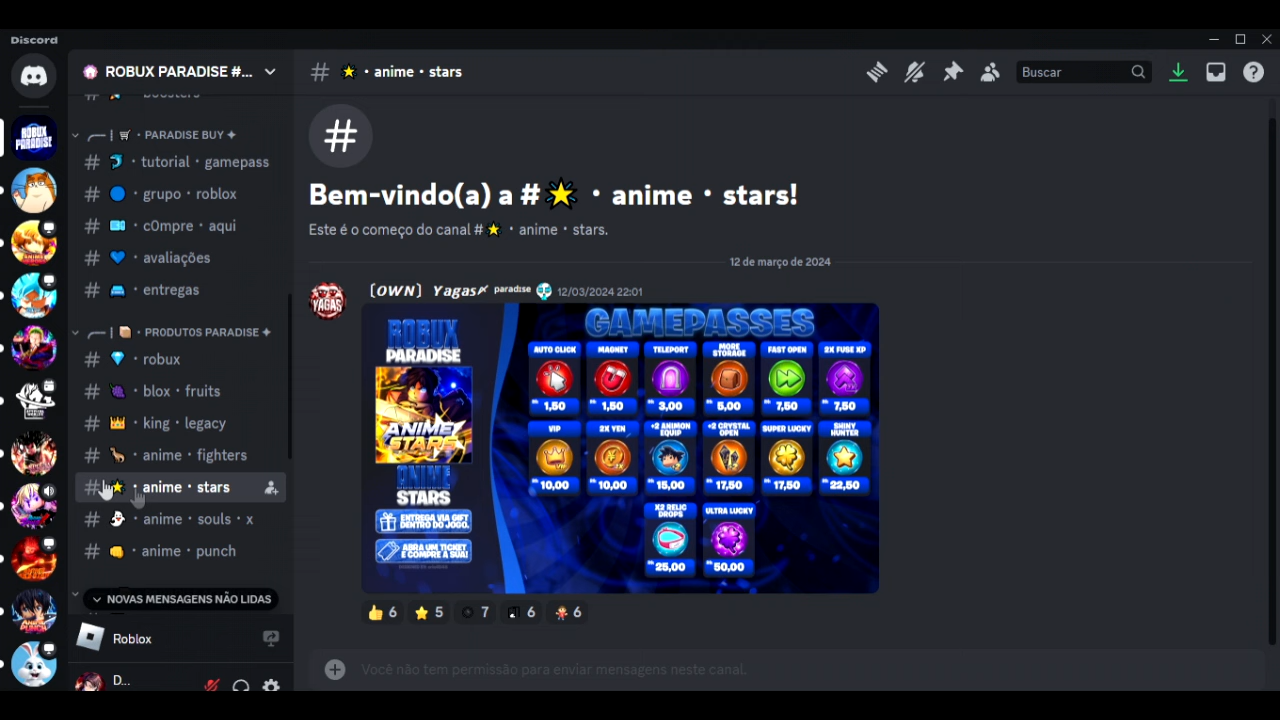 Discord
ROBUX PARADISE #...
boosters
PARADISE BUY ✦
tutorial・gamepass
grupo・roblox
c0mpre・aqui
avaliações
entregas
PRODUTOS PARADISE ✦
robux
blox・fruits
king・legacy
anime・fighters
anime・stars
anime・souls・x
anime・punch
NOVAS MENSAGENS NÃO LIDAS
Roblox
D...
# ⭐・anime・stars
Buscar
Bem-vindo(a) a #⭐・anime・stars!
Este é o começo do canal #⭐・anime・stars.
12 de março de 2024
YAGAS
[OWN] Yagas paradise 12/03/2024 22:01
ROBUX
PARADISE
ANIME
STARS
ANIME
STARS
ENTREGA VIA GIFT
DENTRO DO JOGO.
ABRA UM TICKET
E COMPRE A SUA!
GAMEPASSES
AUTO CLICK
R$ 1,50
MAGNET
R$ 1,50
TELEPORT
R$ 3,00
MORE
STORAGE
R$ 5,00
FAST OPEN
R$ 7,50
2X FUSE XP
R$ 7,50
VIP
R$ 10,00
2X YEN
R$ 10,00
+2 ANIMON
EQUIP
R$ 15,00
+2 CRYSTAL
OPEN
R$ 17,50
SUPER LUCKY
R$ 17,50
SHINY
HUNTER
R$ 22,50
X2 RELIC
DROPS
R$ 25,00
ULTRA LUCKY
R$ 50,00
👍 6 ⭐ 5 7 6 6
Você não tem permissão para enviar mensagens neste canal.
ROBUX
PARADISE